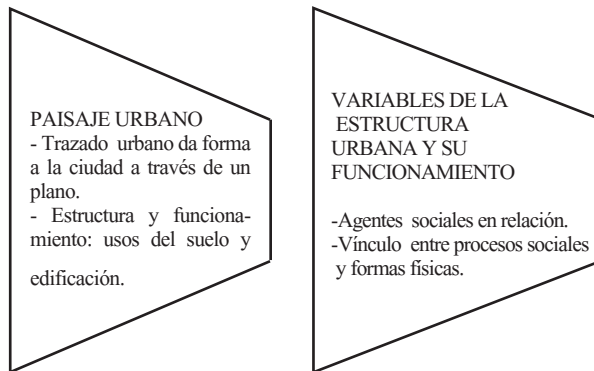 PAISAJE URBANO
- Trazado urbano da forma
a la ciudad a través de un
plano.
- Estructura y funciona-
miento: usos del suelo y
edificación.
VARIABLES DE LA
ESTRUCTURA
URBANA Y SU
FUNCIONAMIENTO
-Agentes sociales en relación.
-Vínculo entre procesos sociales
y formas físicas.